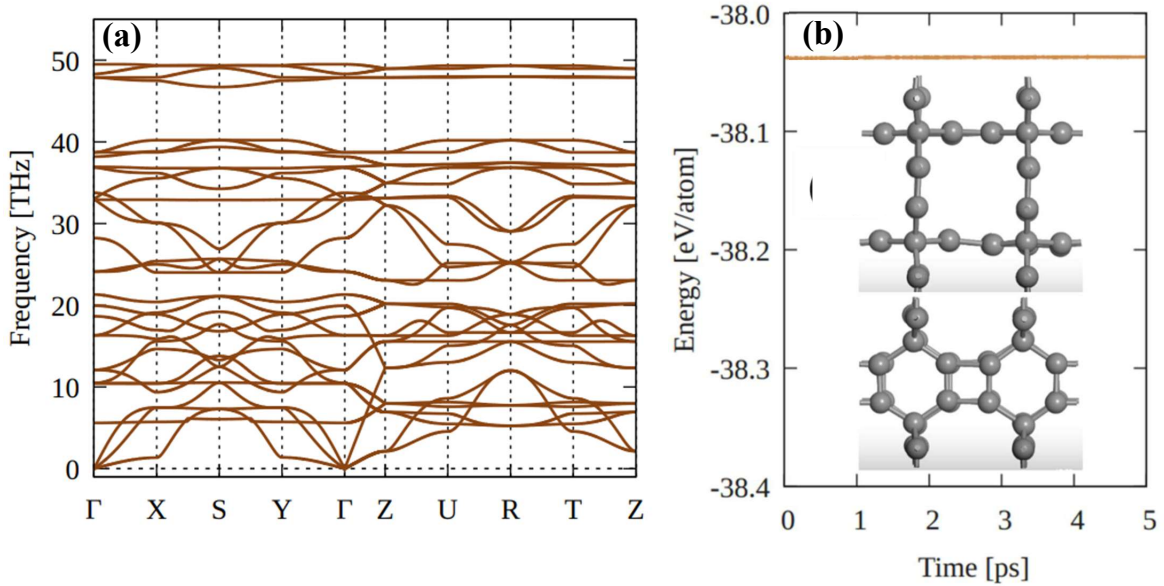 (a)
50
40
30
20
10
0
Frequency [THz]
Γ X S Y Γ Z U R T Z
(b)
-38.0
-38.1
-38.2
-38.3
-38.4
Energy [eV/atom]
(
0 1 2 3 4 5
Time [ps]